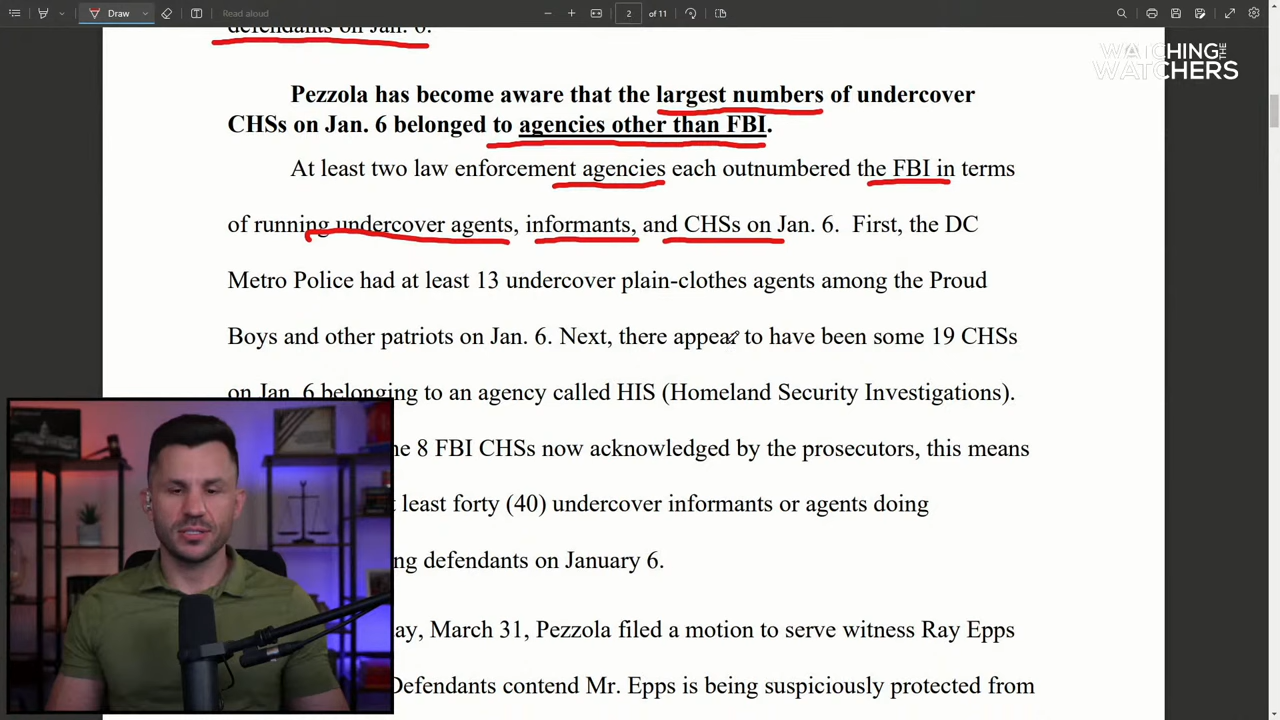 Draw
Read aloud
2
of 11
WATCHING THE
WATCHERS
defendants on Jan. 6.
Pezzola has become aware that the largest numbers of undercover
CHSs on Jan. 6 belonged to agencies other than FBI.
At least two law enforcement agencies each outnumbered the FBI in terms
of running undercover agents, informants, and CHSs on Jan. 6. First, the DC
Metro Police had at least 13 undercover plain-clothes agents among the Proud
Boys and other patriots on Jan. 6. Next, there appear to have been some 19 CHSs
on Jan. 6 belonging to an agency called HIS (Homeland Security Investigations).
8 FBI CHSs now acknowledged by the prosecutors, this means
least forty (40) undercover informants or agents doing
defendants on January 6.
March 31, Pezzola filed a motion to serve witness Ray Epps
Defendants contend Mr. Epps is being suspiciously protected from